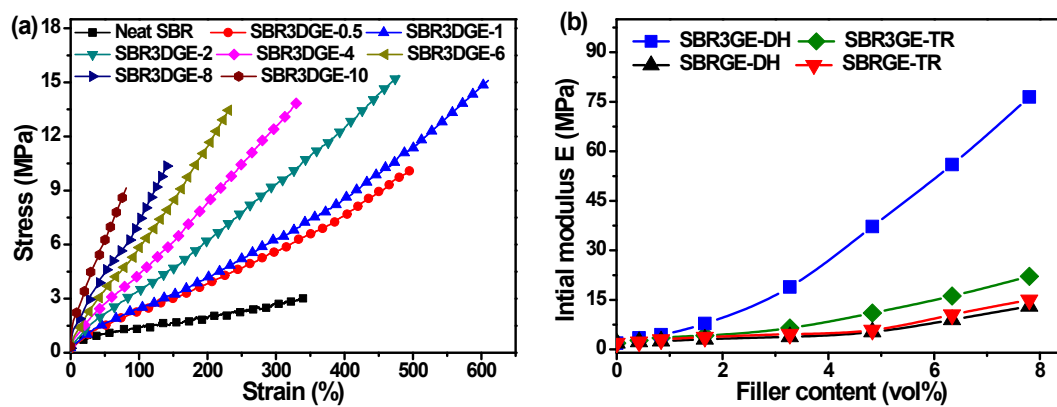 (a)
Neat SBR SBR3DGE-0.5 SBR3DGE-1
SBR3DGE-2 SBR3DGE-4 SBR3DGE-6
SBR3DGE-8 SBR3DGE-10
18
15
12
9
6
3
0
Stress (MPa)
0 100 200 300 400 500 600
Strain (%)
(b)
SBR3GE-DH SBR3GE-TR
SBRGE-DH SBRGE-TR
90
75
60
45
30
15
0
Intial modulus E (MPa)
0 2 4 6 8
Filler content (vol%)